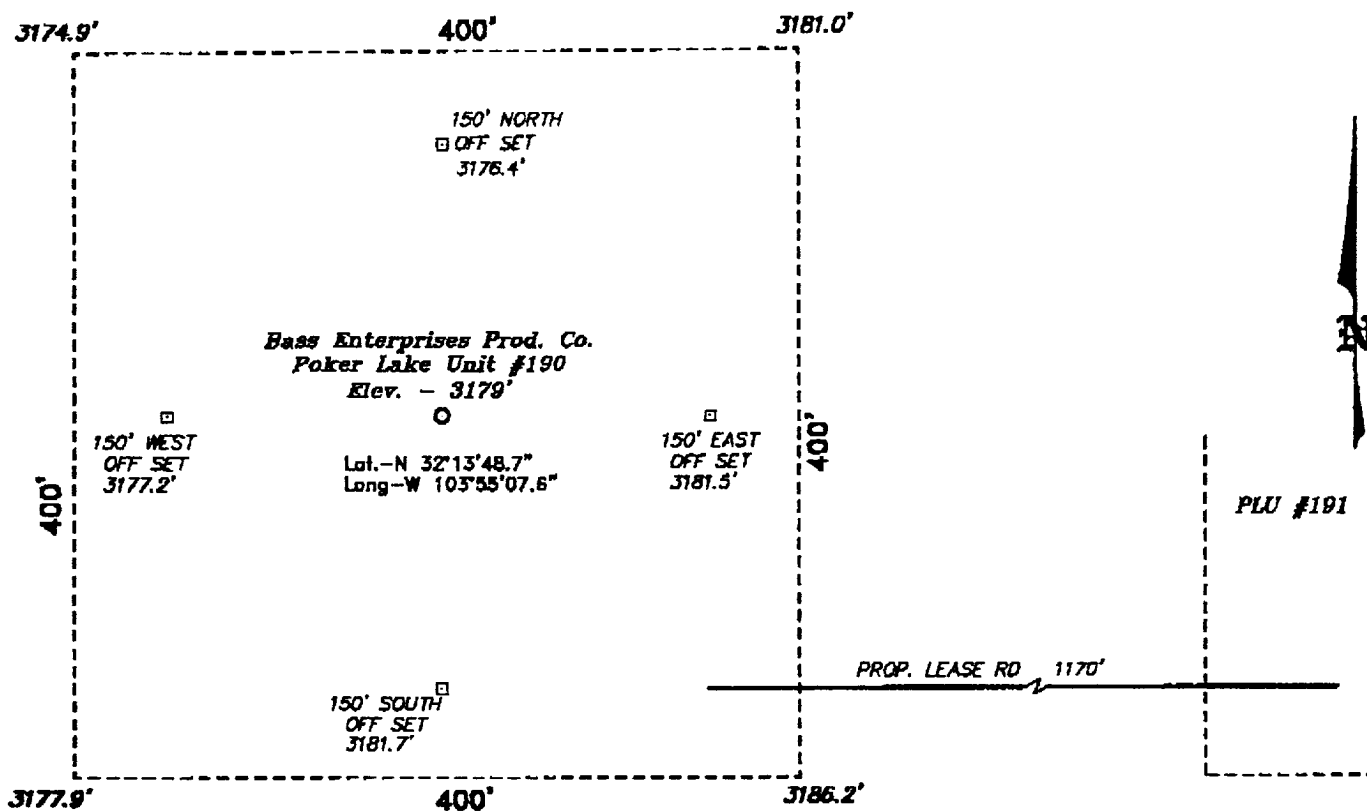 3174.9'
400'
3181.0'
150' NORTH
OFF SET
3176.4'
Bass Enterprises Prod. Co.
Poker Lake Unit #190
Elev. - 3179'
150' WEST
OFF SET
3177.2'
Lat.-N 32°13'48.7"
Long-W 103°55'07.6"
150' EAST
OFF SET
3181.5'
400'
400'
N
PLU #191
PROP. LEASE RD 1170'
150' SOUTH
OFF SET
3181.7'
3177.9'
400'
3186.2'